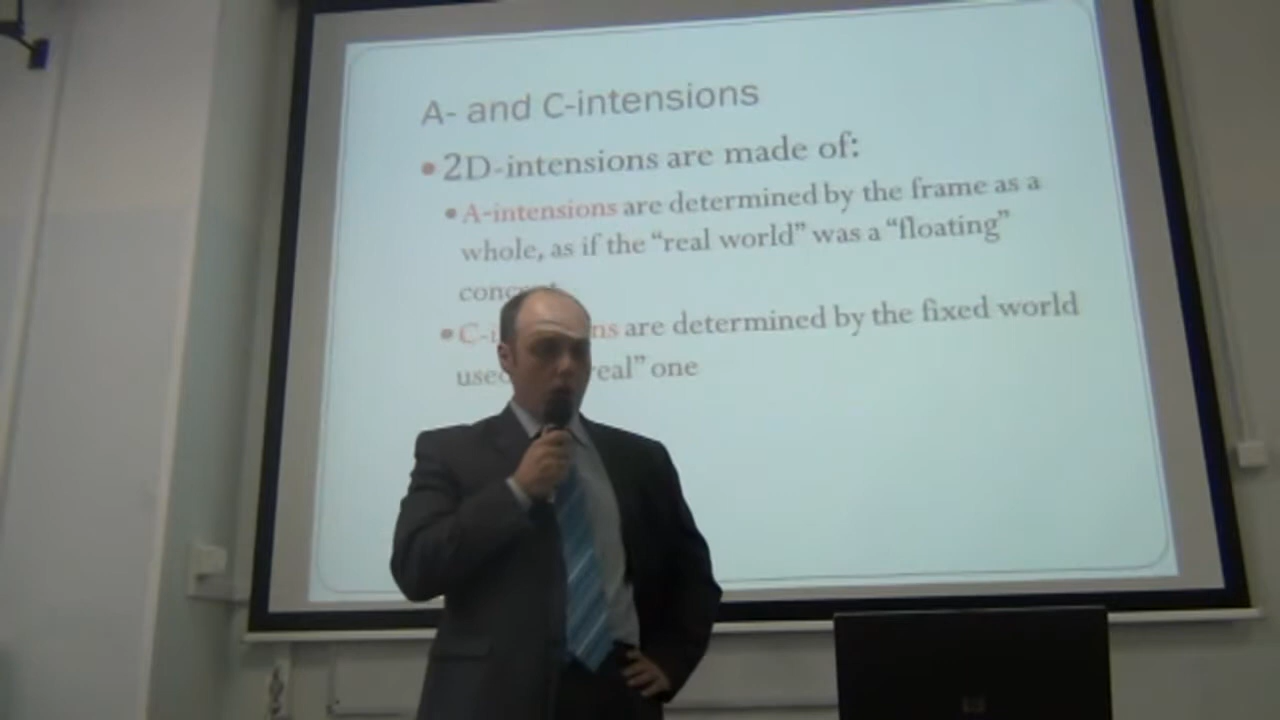 A- and C-intensions
• 2D-intensions are made of:
• A-intensions are determined by the frame as a
whole, as if the “real world” was a “floating”
• are determined by the fixed world
one